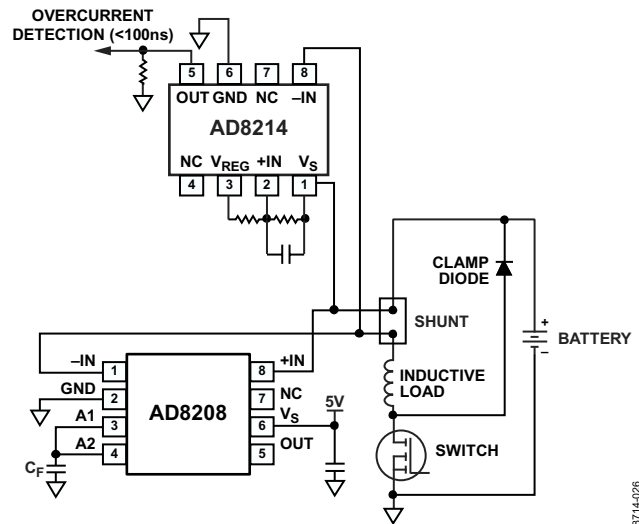 OVERCURRENT
DETECTION (<100ns)
5 6 7 8
OUT GND NC –IN
AD8214
NC VREG +IN VS
4 3 2 1
CLAMP
DIODE
SHUNT
+
–
BATTERY
INDUCTIVE
LOAD
SWITCH
–IN 1
GND 2
A1 3
A2 4
CF
AD8208
8 +IN
7 NC
6 VS
5 OUT
5V
3714-026